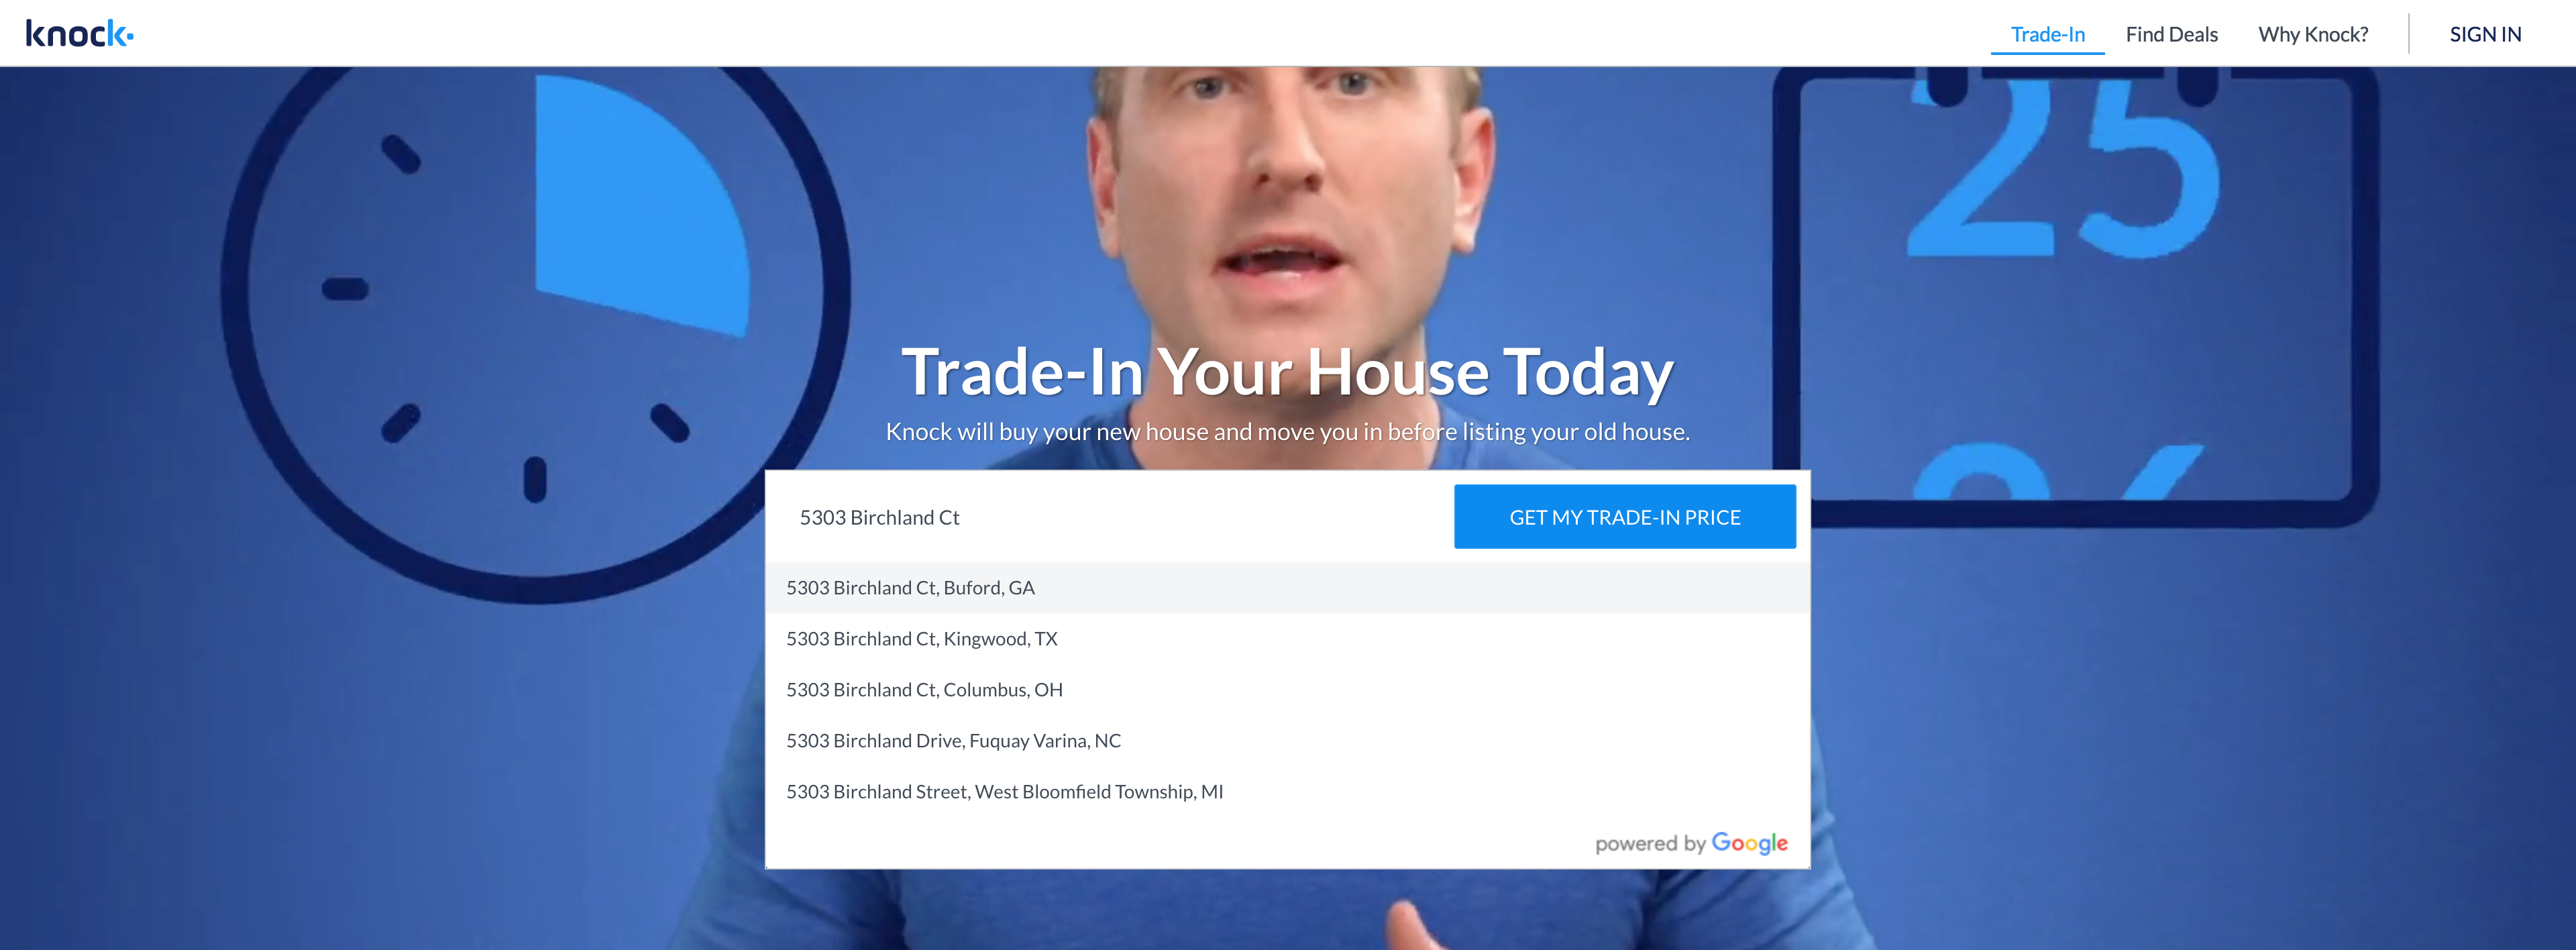 knock
Trade-In
Find Deals
Why Knock?
SIGN IN
25
Trade-In Your House Today
Knock will buy your new house and move you in before listing your old house.
5303 Birchland Ct
GET MY TRADE-IN PRICE
5303 Birchland Ct, Buford, GA
5303 Birchland Ct, Kingwood, TX
5303 Birchland Ct, Columbus, OH
5303 Birchland Drive, Fuquay Varina, NC
5303 Birchland Street, West Bloomfield Township, MI
powered by Google